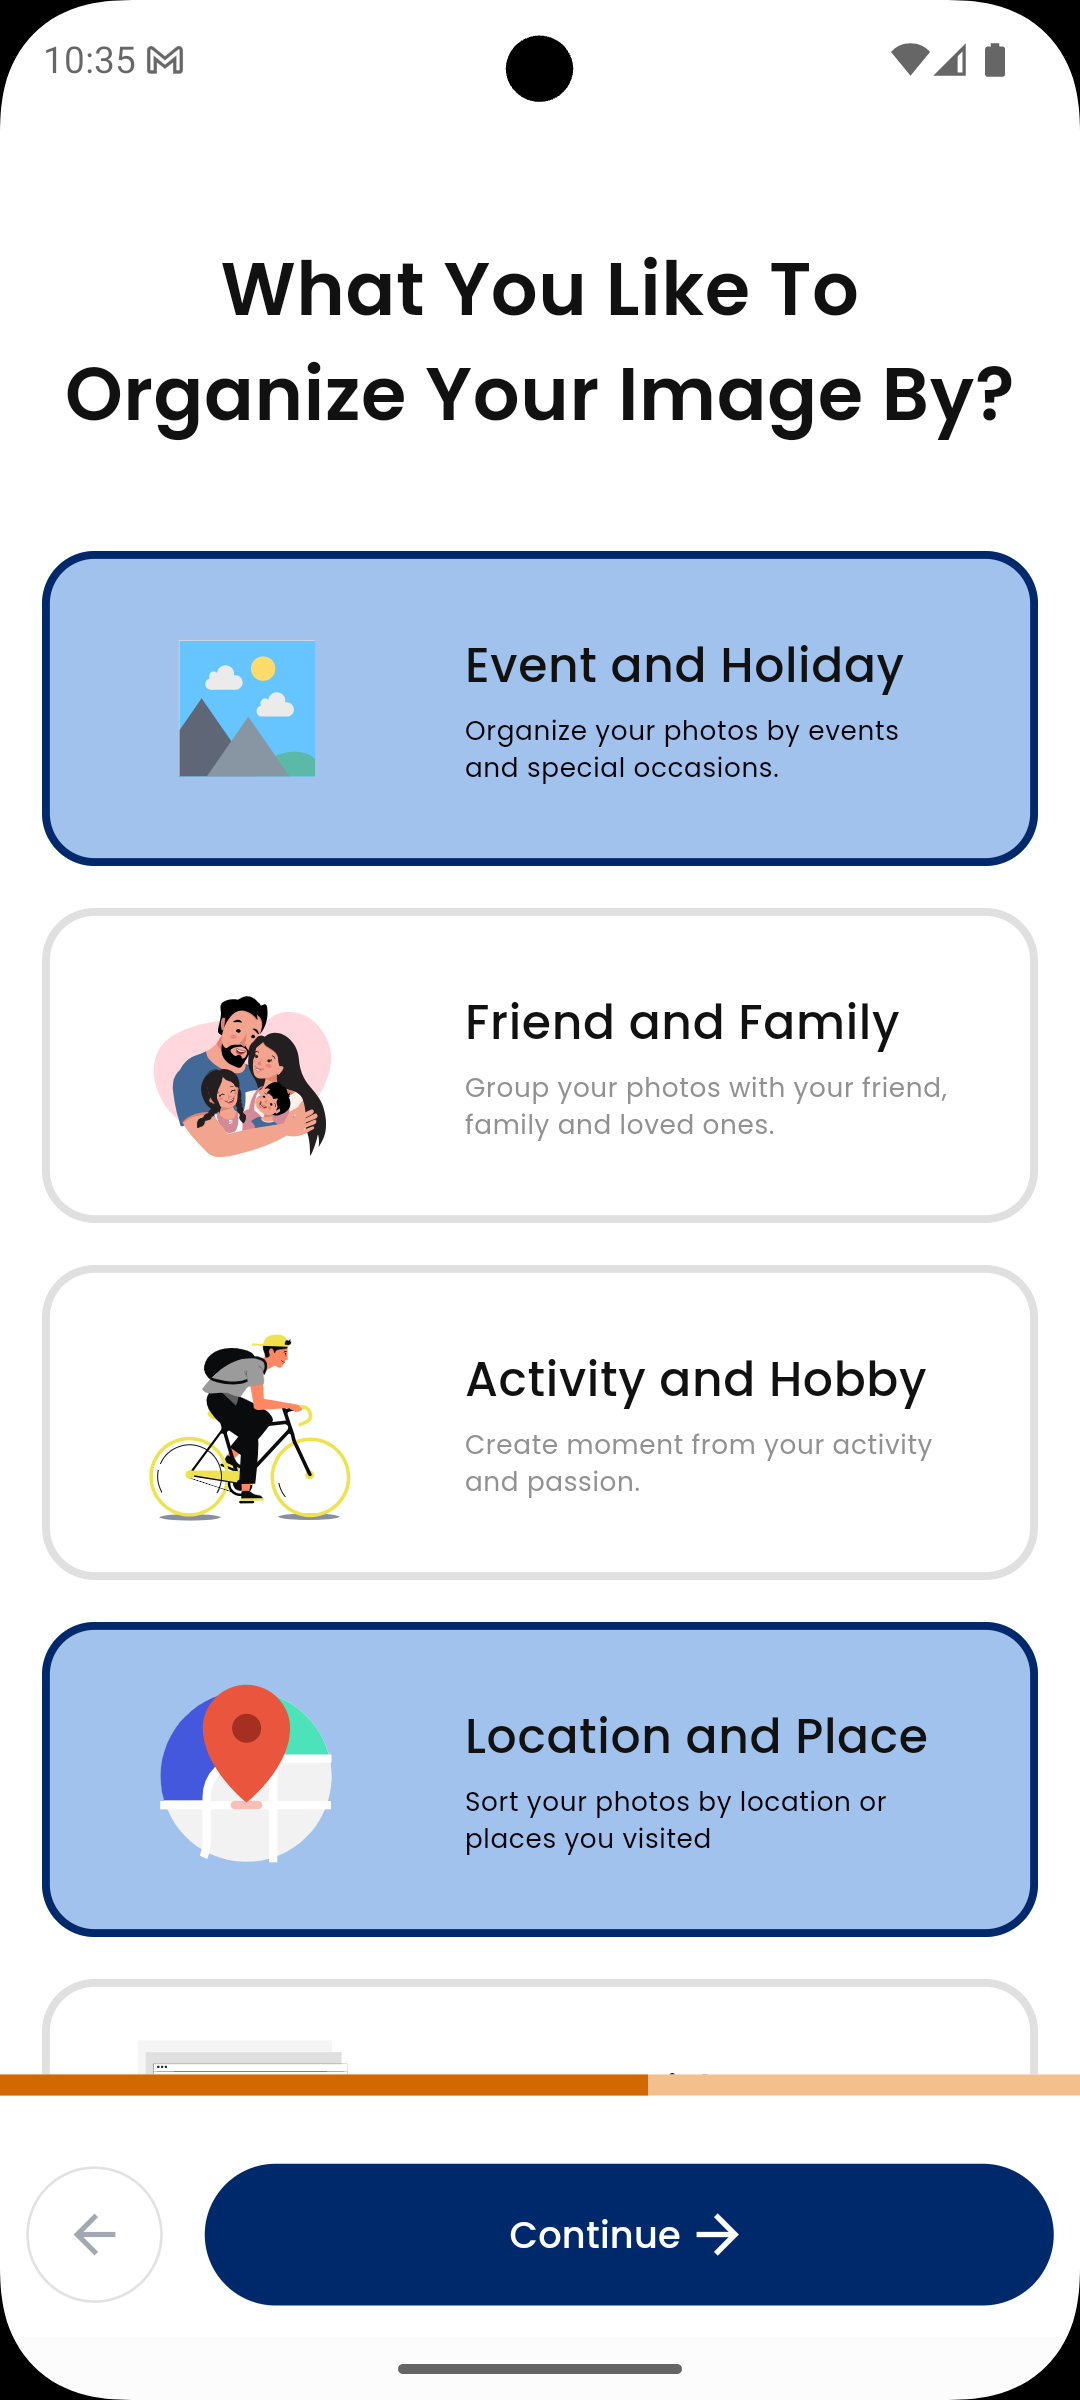 10:35
What You Like To
Organize Your Image By?
Event and Holiday
Organize your photos by events
and special occasions.
Friend and Family
Group your photos with your friend,
family and loved ones.
Activity and Hobby
Create moment from your activity
and passion.
Location and Place
Sort your photos by location or
places you visited
Continue